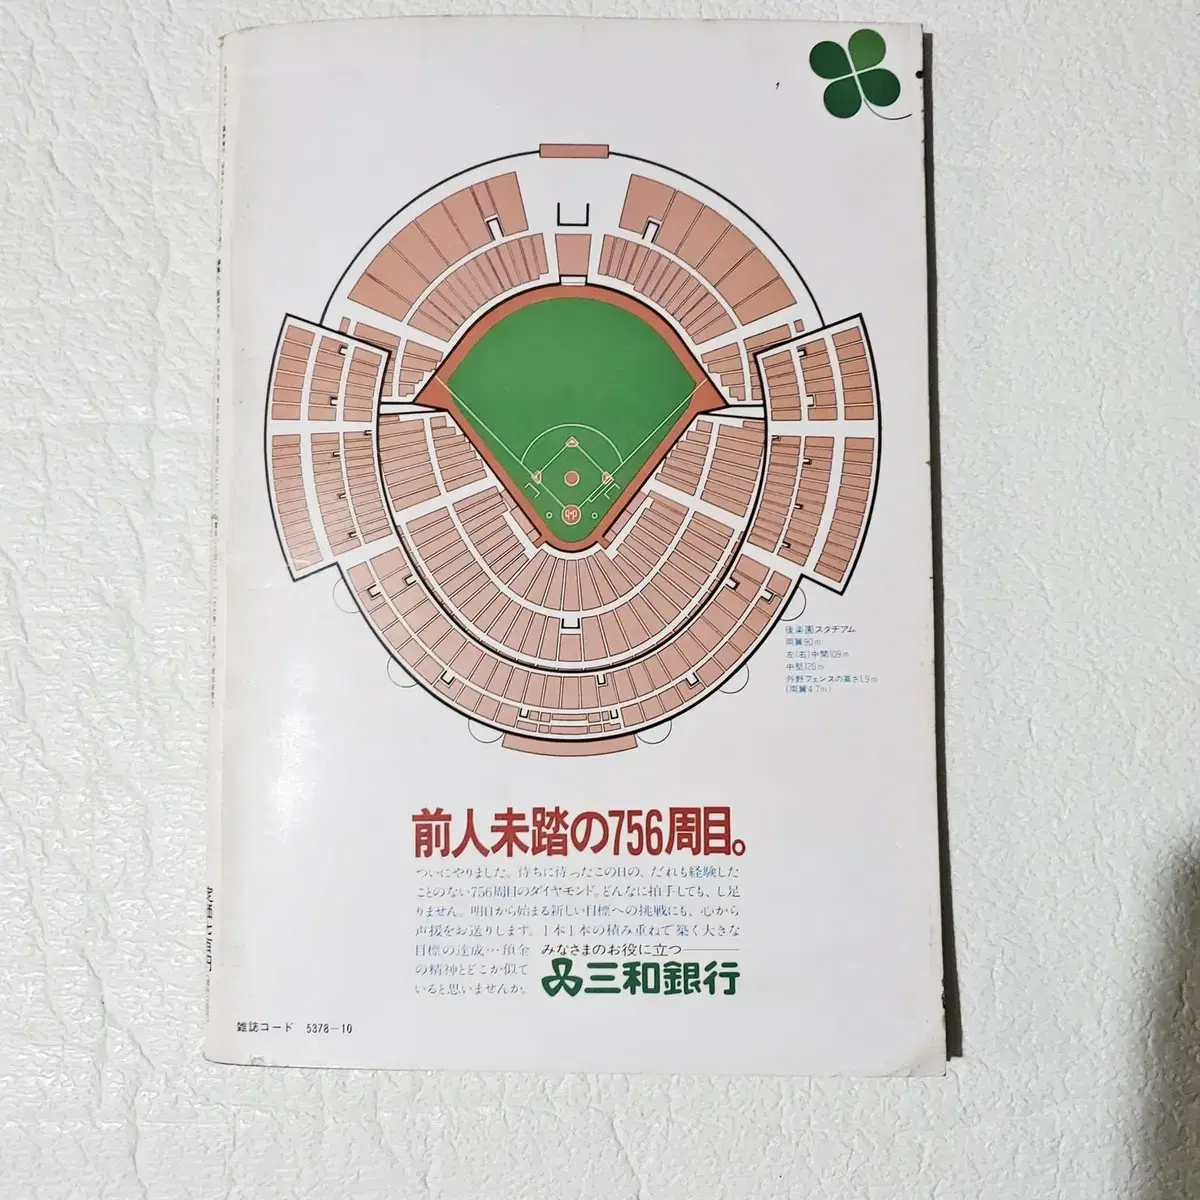 後楽園スタヂアム
両翼90m
左(右)中間109m
中堅120m
外野フェンスの高さ1.9m
(両翼4.7m)
前人未踏の756周目。
ついにやりました。待ちに待ったこの日の、だれも経験した
ことのない756周目のダイヤモンド。どんなに拍手しても、し足
りません。明日から始まる新しい目標への挑戦にも、心から
声援をお送りします。1本1本の積み重ねで築く大きな
目標の達成…預金
の精神とどこか似て
いると思いませんか。
みなさまのお役に立つ
三和銀行
雑誌コード 5378-10